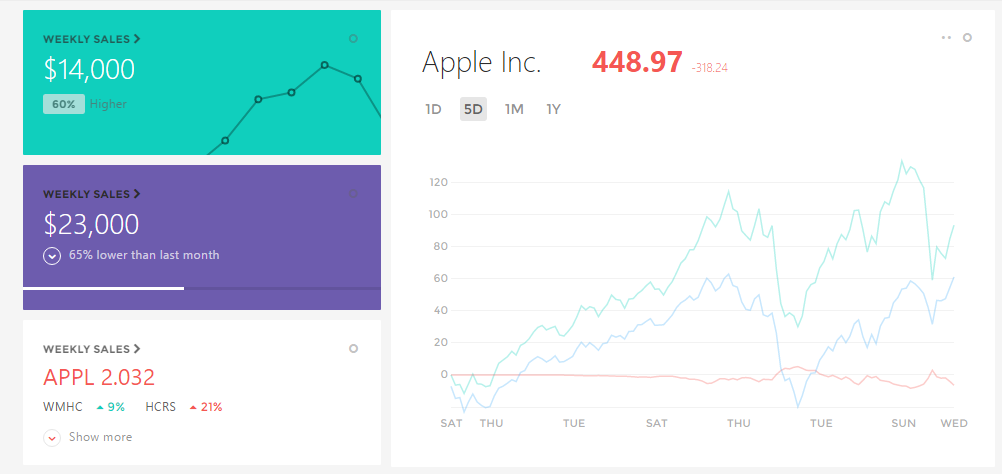 WEEKLY SALES
$14,000
60% Higher
WEEKLY SALES
$23,000
65% lower than last month
WEEKLY SALES
APPL 2.032
WMHC 9% HCRS 21%
Show more
Apple Inc. 448.97 -318.24
1D 5D 1M 1Y
120
100
80
60
40
20
0
SAT THU TUE SAT THU TUE SUN WED